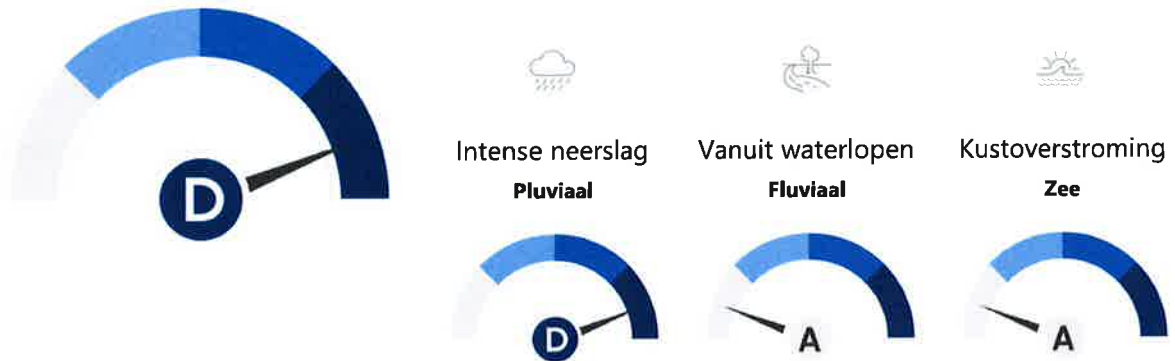 D
Intense neerslag
Pluviaal
D
Vanuit waterlopen
Fluviaal
A
Kustoverstroming
Zee
A